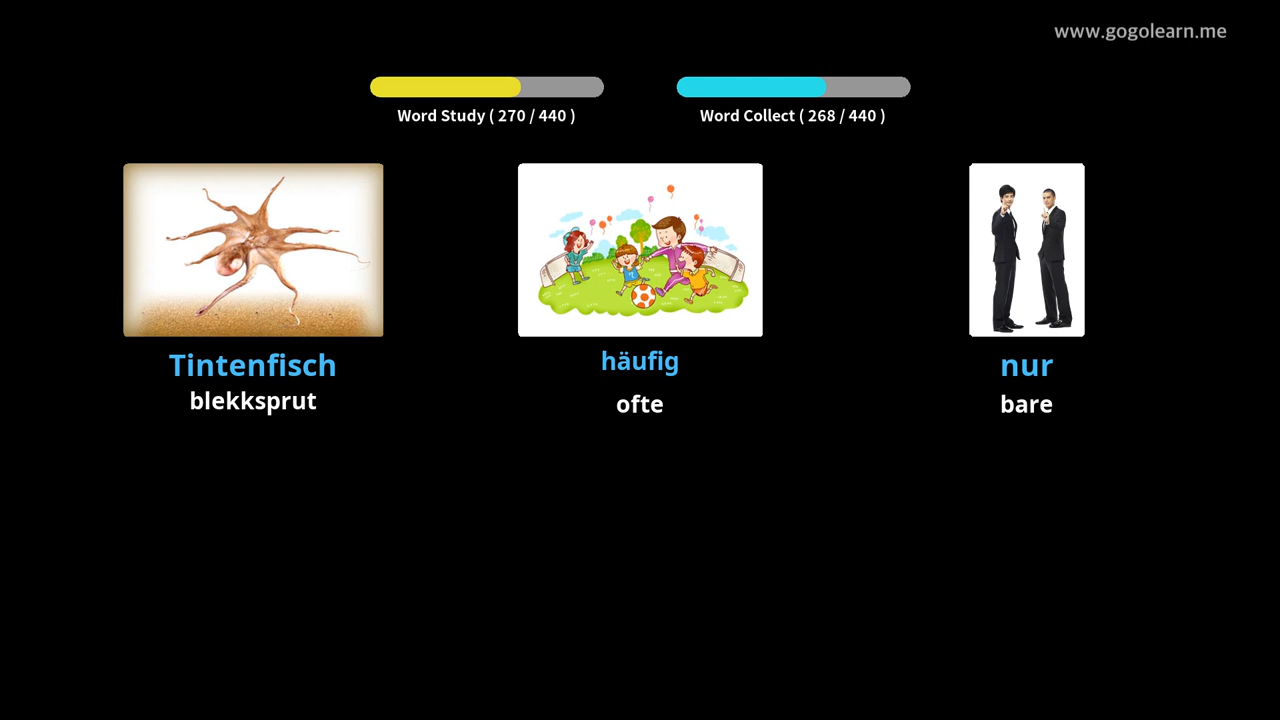 www.gogolearn.me
Word Study ( 270 / 440 )
Word Collect ( 268 / 440 )
Tintenfisch
blekksprut
häufig
ofte
nur
bare